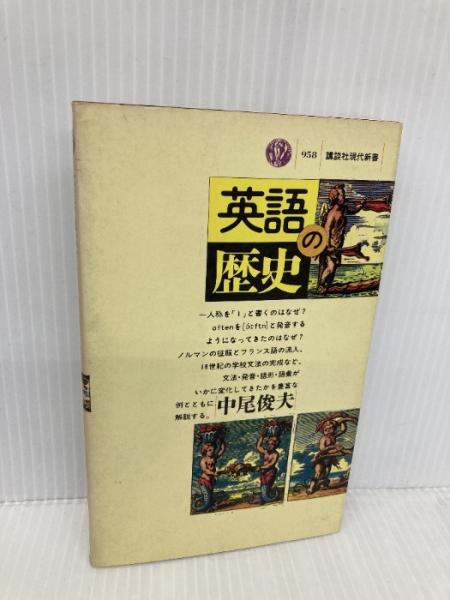 958 講談社現代新書
英語の
歴史
一人称を「I」と書くのはなぜ?
oftenを[ɔ́:ftn]と発音する
ようになってきたのはなぜ?
ノルマンの征服とフランス語の流入、
18世紀の学校文法の完成など、
文法・発音・語形・語彙が
いかに変化してきたかを豊富な
例とともに
解説する。
中尾俊夫